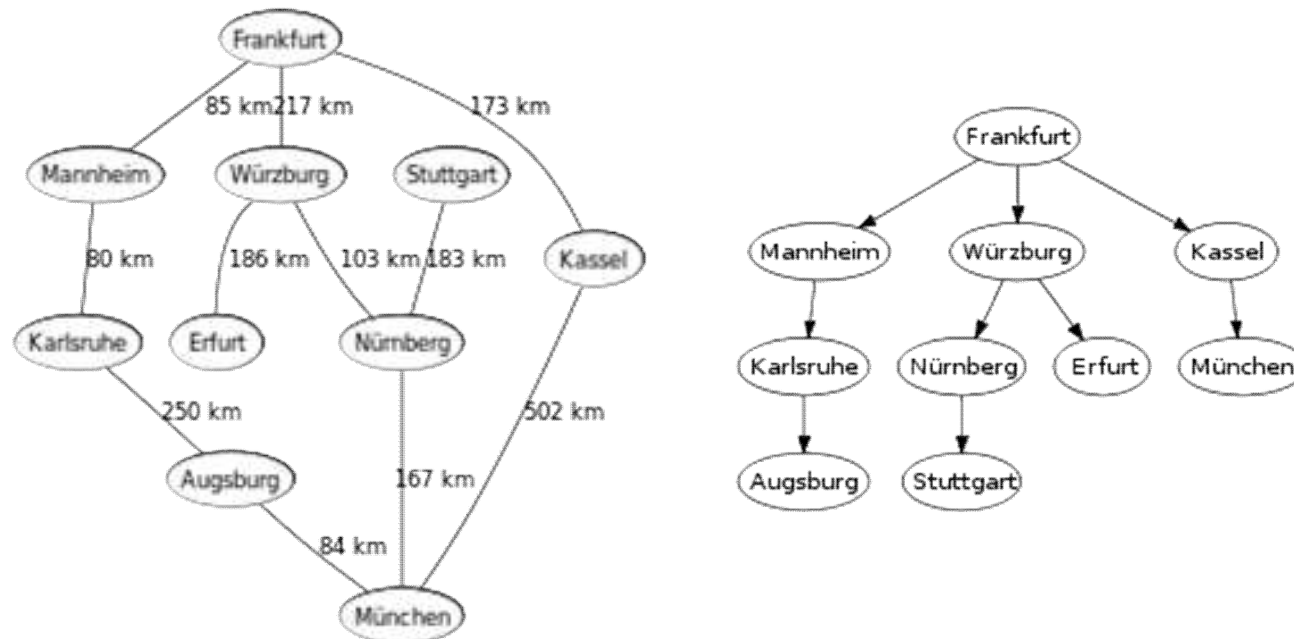 Frankfurt
85 km 217 km 173 km
Mannheim Würzburg Stuttgart
80 km 186 km 103 km 183 km Kassel
Karlsruhe Erfurt Nürnberg
250 km 502 km
Augsburg 167 km
84 km
München
Frankfurt
Mannheim Würzburg Kassel
Karlsruhe Nürnberg Erfurt München
Augsburg Stuttgart